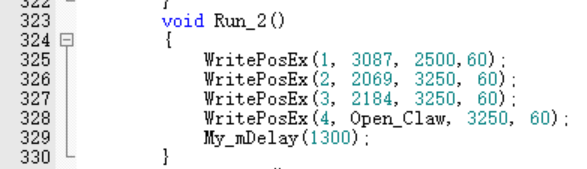 322 }
323 void Run_2()
324 {
325 WritePosEx(1, 3087, 2500,60);
326 WritePosEx(2, 2069, 3250, 60);
327 WritePosEx(3, 2184, 3250, 60);
328 WritePosEx(4, Open_Claw, 3250, 60);
329 My_mDelay(1300);
330 }